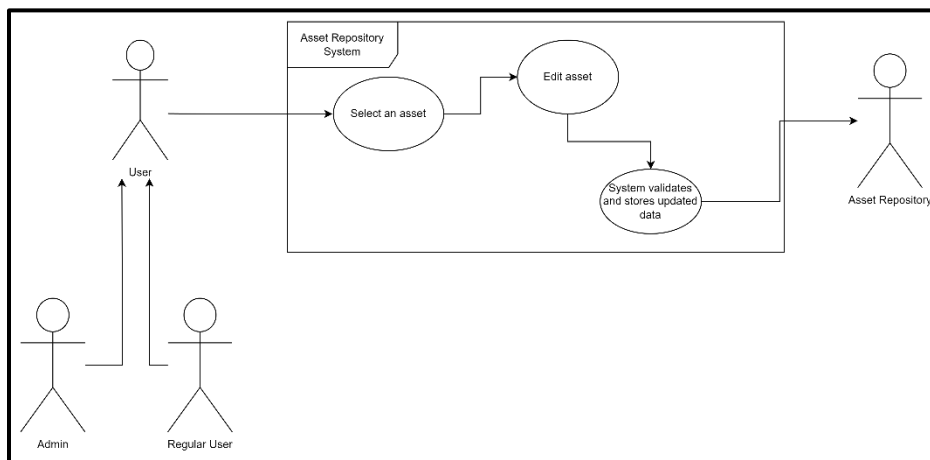 Asset Repository
System
Select an asset
Edit asset
System validates
and stores updated
data
User
Asset Repository
Admin
Regular User